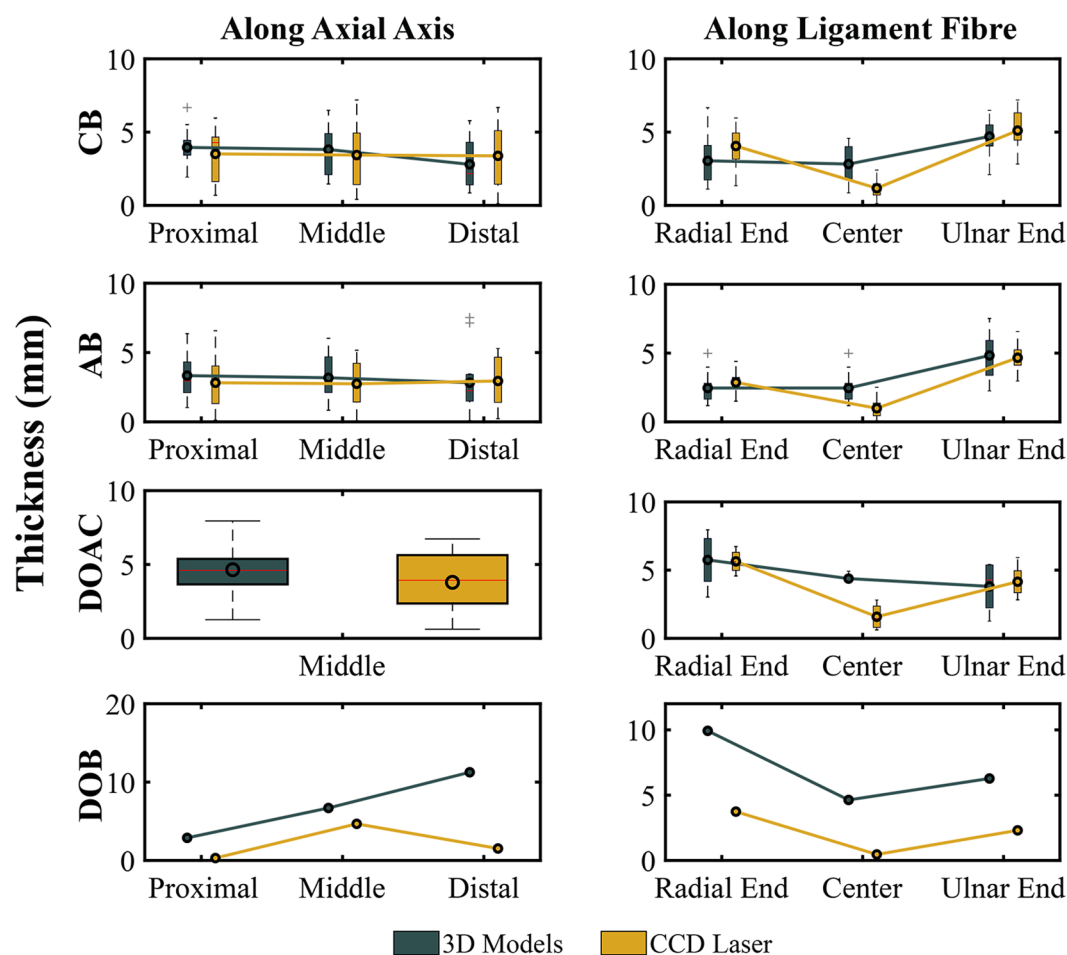 Along Axial Axis
Along Ligament Fibre
Thickness (mm)
CB
10
5
0
Proximal Middle Distal
10
5
0
Radial End Center Ulnar End
AB
10
5
0
Proximal Middle Distal
10
5
0
Radial End Center Ulnar End
DOAC
10
5
0
Middle
10
5
0
Radial End Center Ulnar End
DOB
20
10
0
Proximal Middle Distal
10
5
0
Radial End Center Ulnar End
3D Models CCD Laser